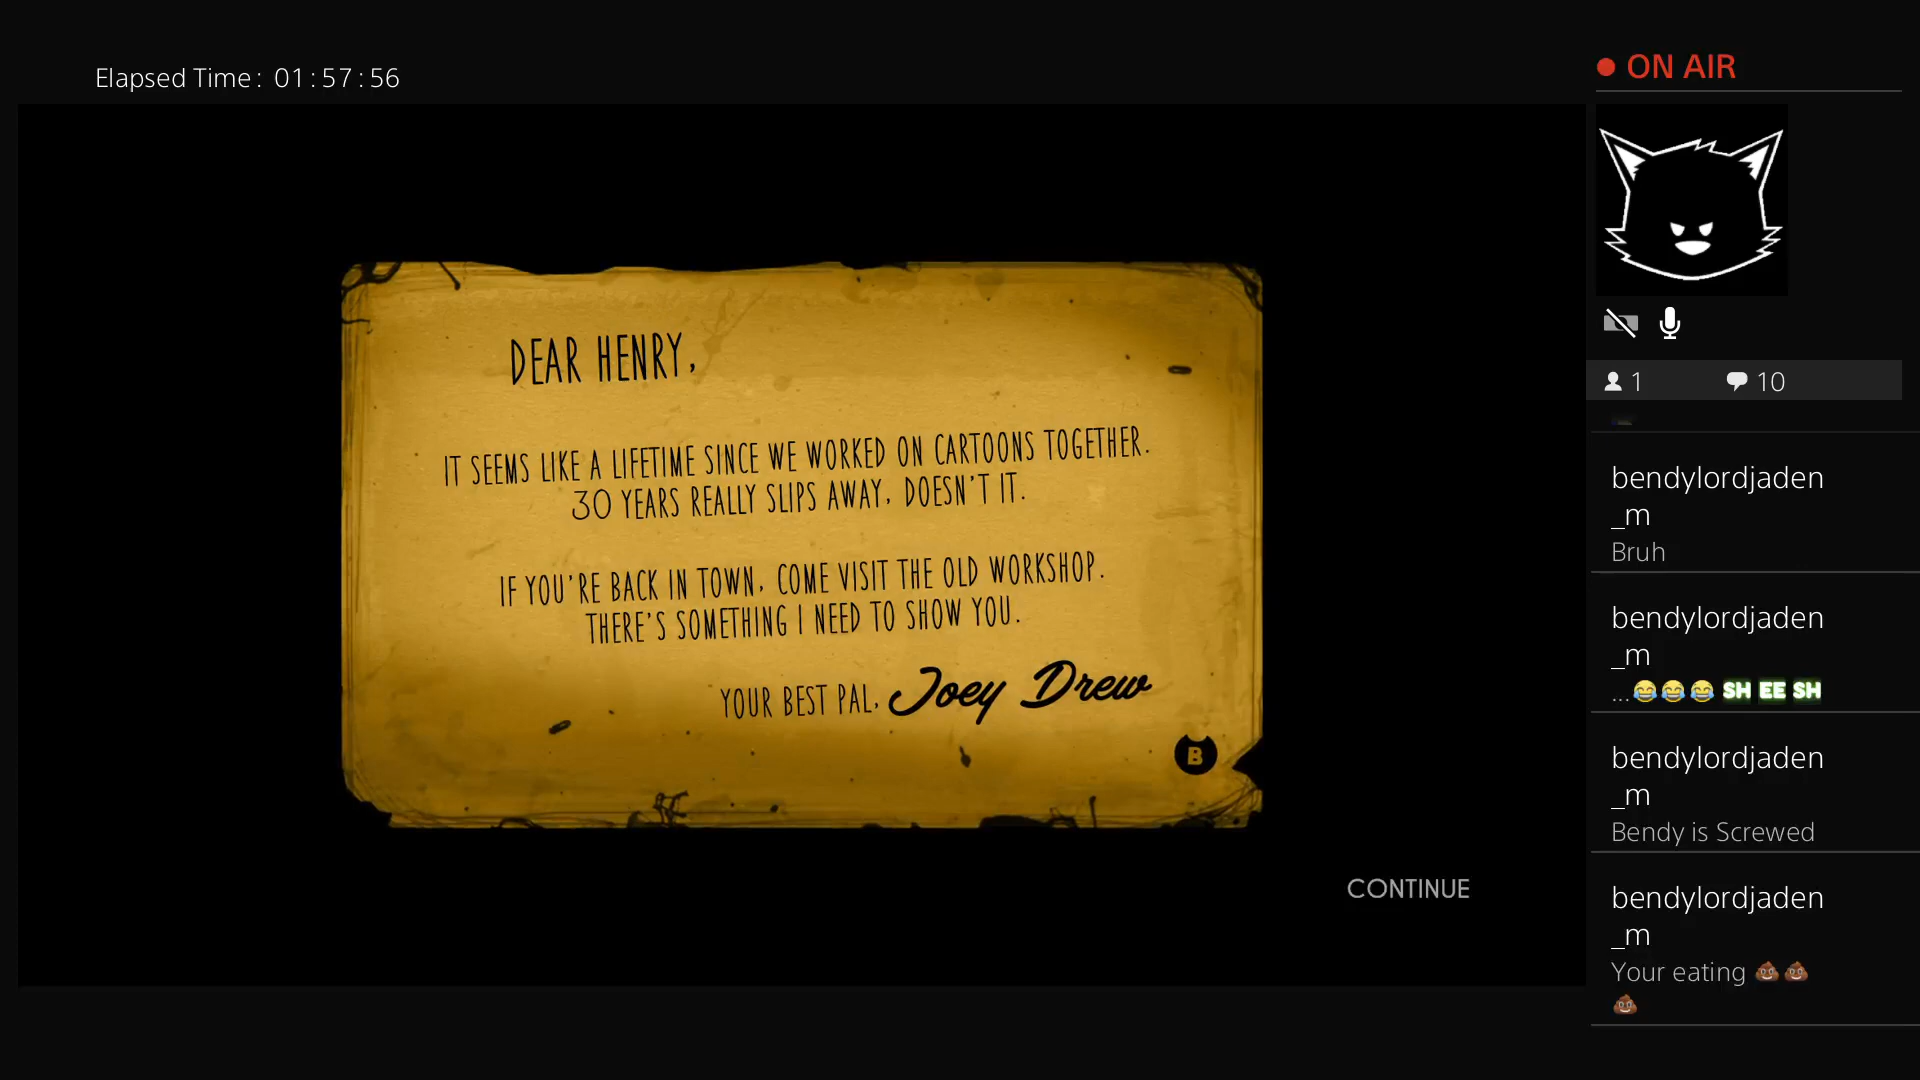 Elapsed Time: 01:57:56
ON AIR
DEAR HENRY,
IT SEEMS LIKE A LIFETIME SINCE WE WORKED ON CARTOONS TOGETHER.
30 YEARS REALLY SLIPS AWAY, DOESN'T IT.
IF YOU'RE BACK IN TOWN, COME VISIT THE OLD WORKSHOP.
THERE'S SOMETHING I NEED TO SHOW YOU.
YOUR BEST PAL, Joey Drew
B
CONTINUE
1 10
bendylordjaden
_m
Bruh
bendylordjaden
_m
...😂😂😂 SH EE SH
bendylordjaden
_m
Bendy is Screwed
bendylordjaden
_m
Your eating 💩💩
💩